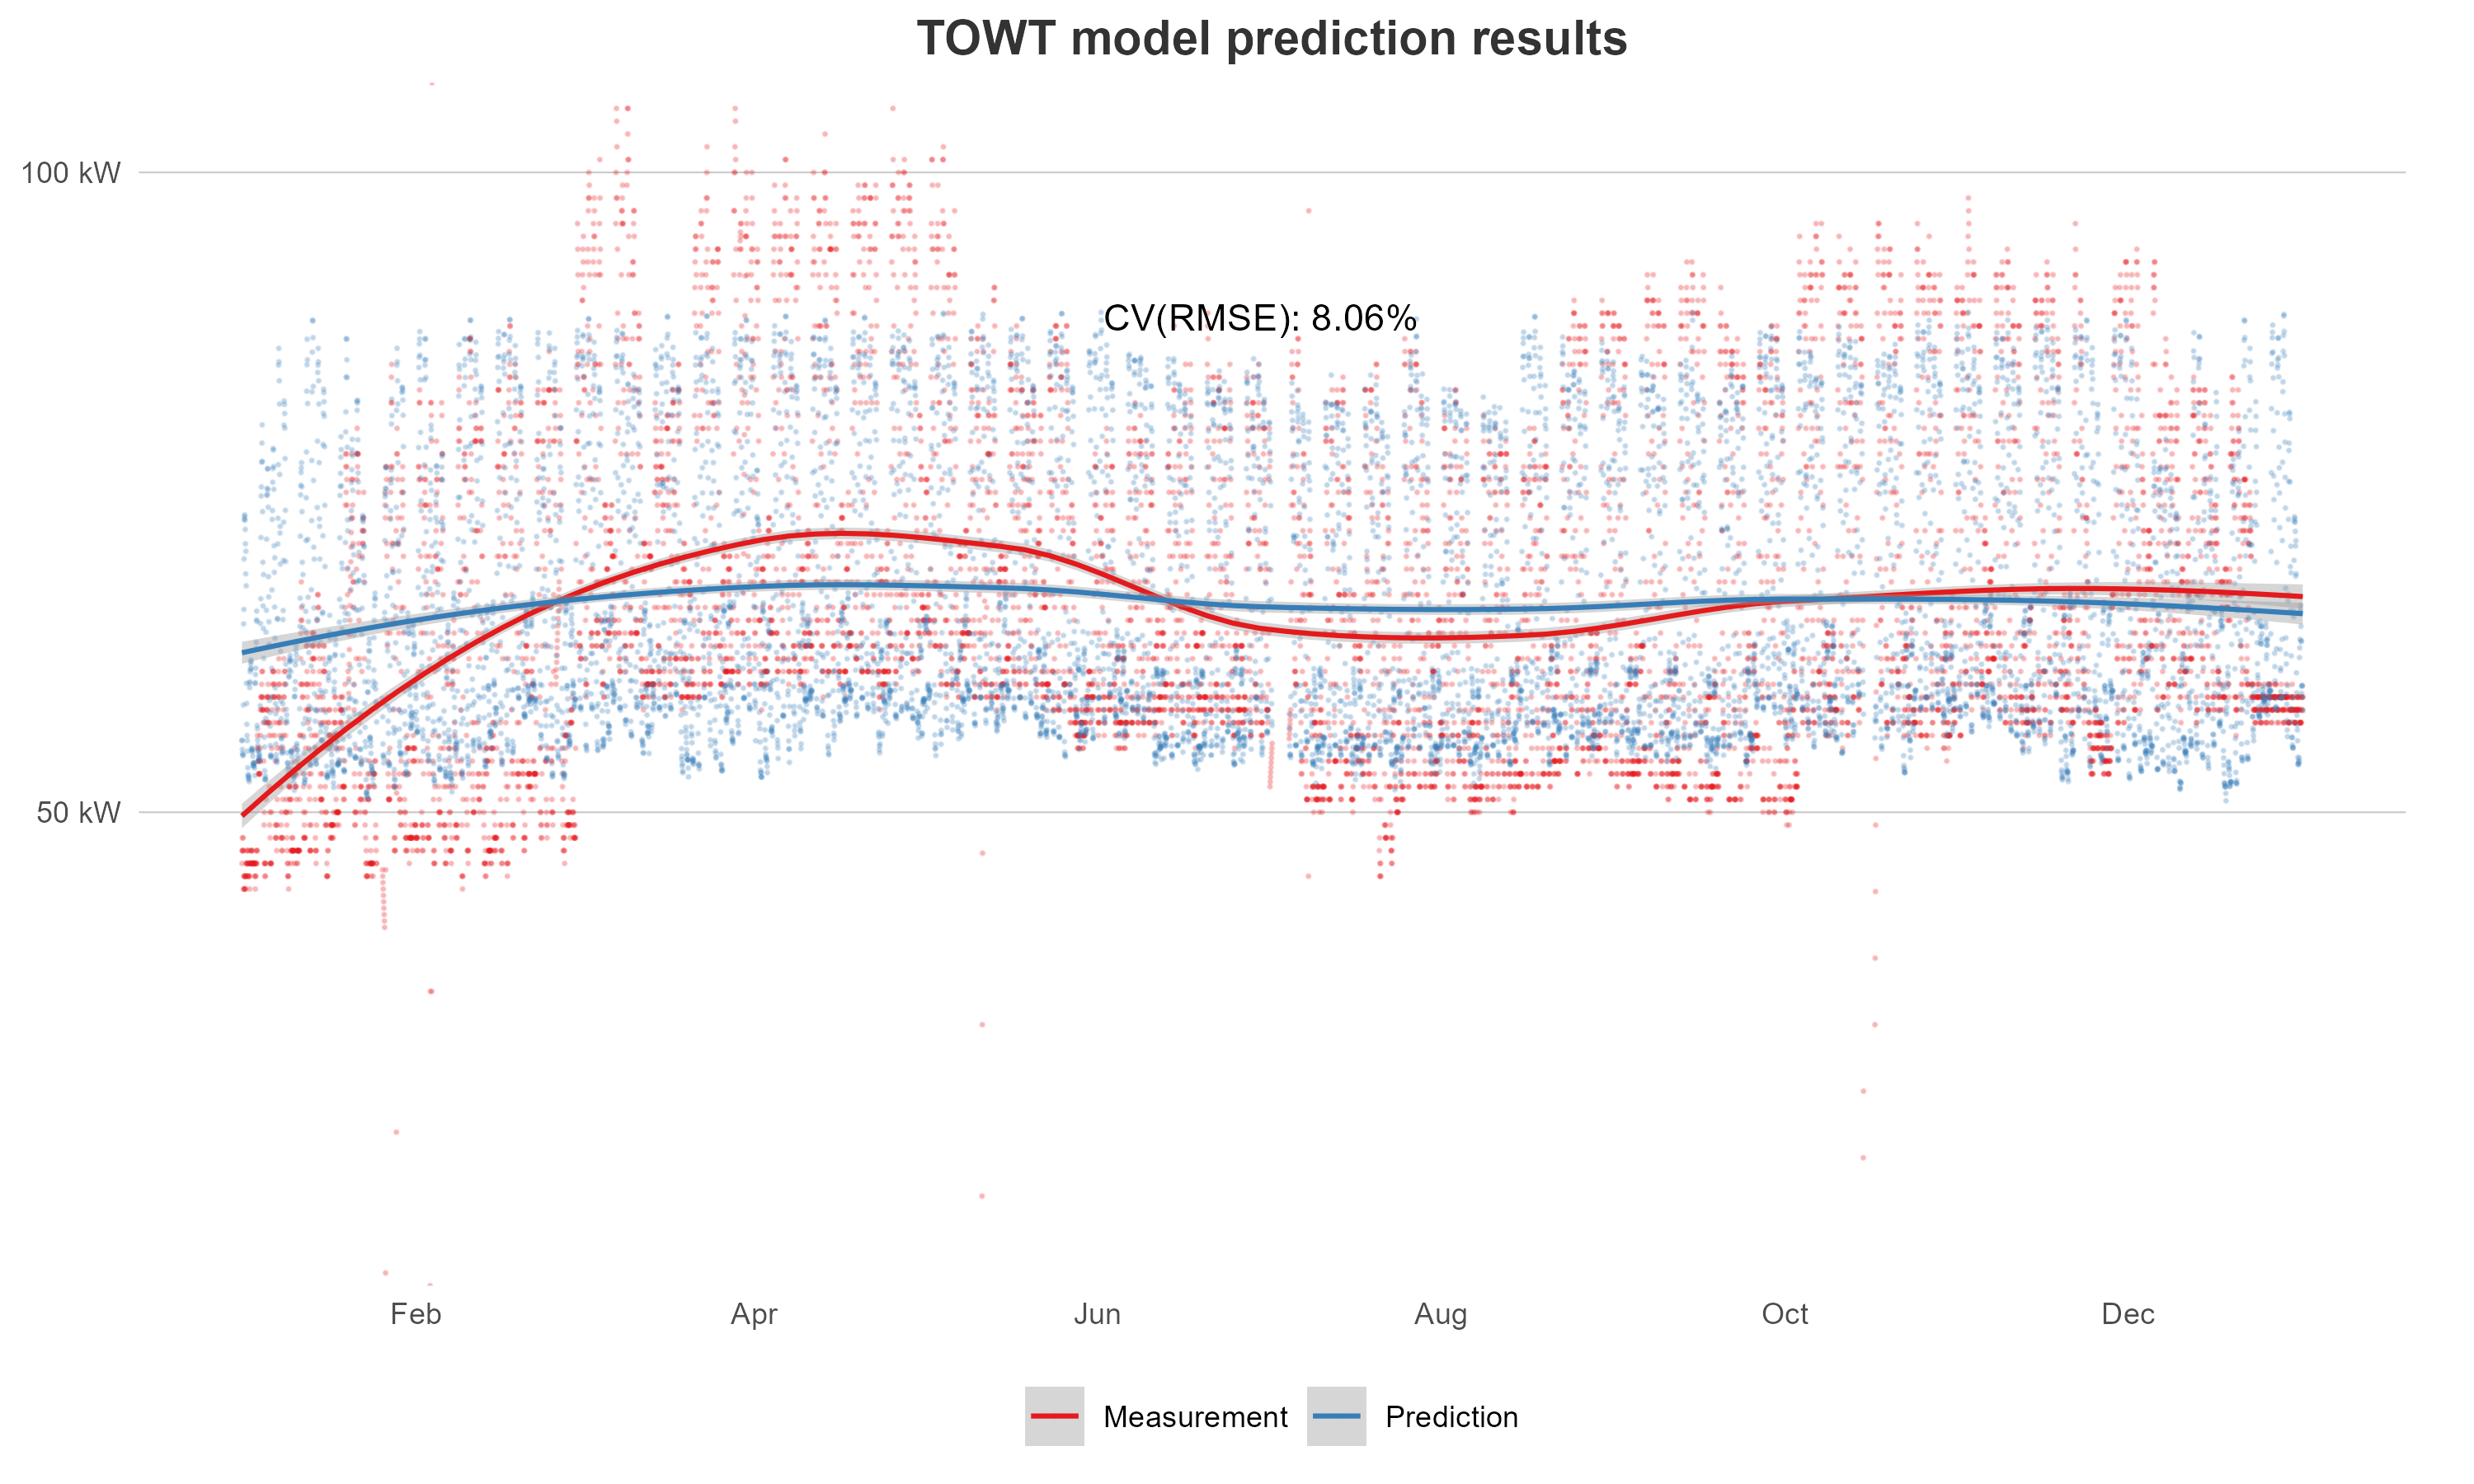 TOWT model prediction results
100 kW
CV(RMSE): 8.06%
50 kW
Feb Apr Jun Aug Oct Dec
Measurement Prediction